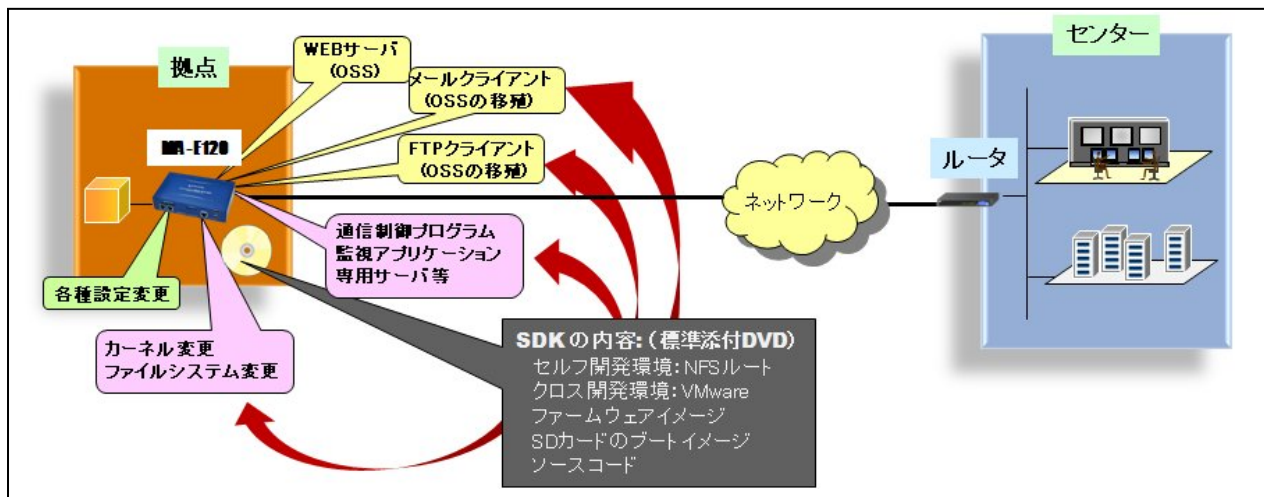 拠点
MA-E120
WEBサーバ
(OSS)
メールクライアント
(OSSの移殖)
FTPクライアント
(OSSの移殖)
通信制御プログラム
監視アプリケーション
専用サーバ等
各種設定変更
カーネル変更
ファイルシステム変更
SDKの内容:(標準添付DVD)
セルフ開発環境:NFSルート
クロス開発環境:VMware
ファームウェアイメージ
SDカードのブートイメージ
ソースコード
ネットワーク
ルータ
センター